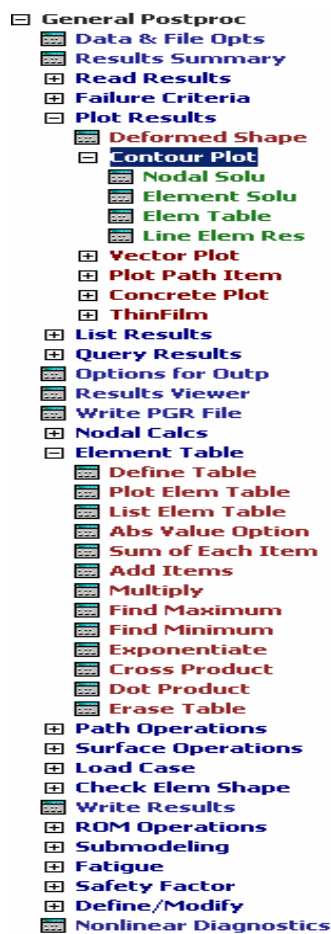 General Postproc
Data & File Opts
Results Summary
Read Results
Failure Criteria
Plot Results
Deformed Shape
Contour Plot
Nodal Solu
Element Solu
Elem Table
Line Elem Res
Vector Plot
Plot Path Item
Concrete Plot
ThinFilm
List Results
Query Results
Options for Outp
Results Viewer
Write PGR File
Nodal Calcs
Element Table
Define Table
Plot Elem Table
List Elem Table
Abs Value Option
Sum of Each Item
Add Items
Multiply
Find Maximum
Find Minimum
Exponentiate
Cross Product
Dot Product
Erase Table
Path Operations
Surface Operations
Load Case
Check Elem Shape
Write Results
ROM Operations
Submodeling
Fatigue
Safety Factor
Define/Modify
Nonlinear Diagnostics